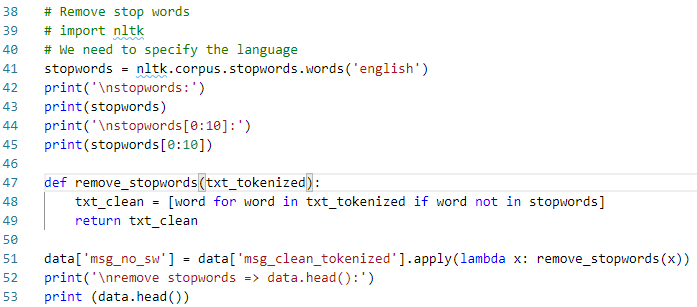 38 # Remove stop words
39 # import nltk
40 # We need to specify the language
41 stopwords = nltk.corpus.stopwords.words('english')
42 print('\nstopwords:')
43 print(stopwords)
44 print('\nstopwords[0:10]:')
45 print(stopwords[0:10])
46
47 def remove_stopwords(txt_tokenized):
48     txt_clean = [word for word in txt_tokenized if word not in stopwords]
49     return txt_clean
50
51 data['msg_no_sw'] = data['msg_clean_tokenized'].apply(lambda x: remove_stopwords(x))
52 print('\nremove stopwords => data.head():')
53 print (data.head())